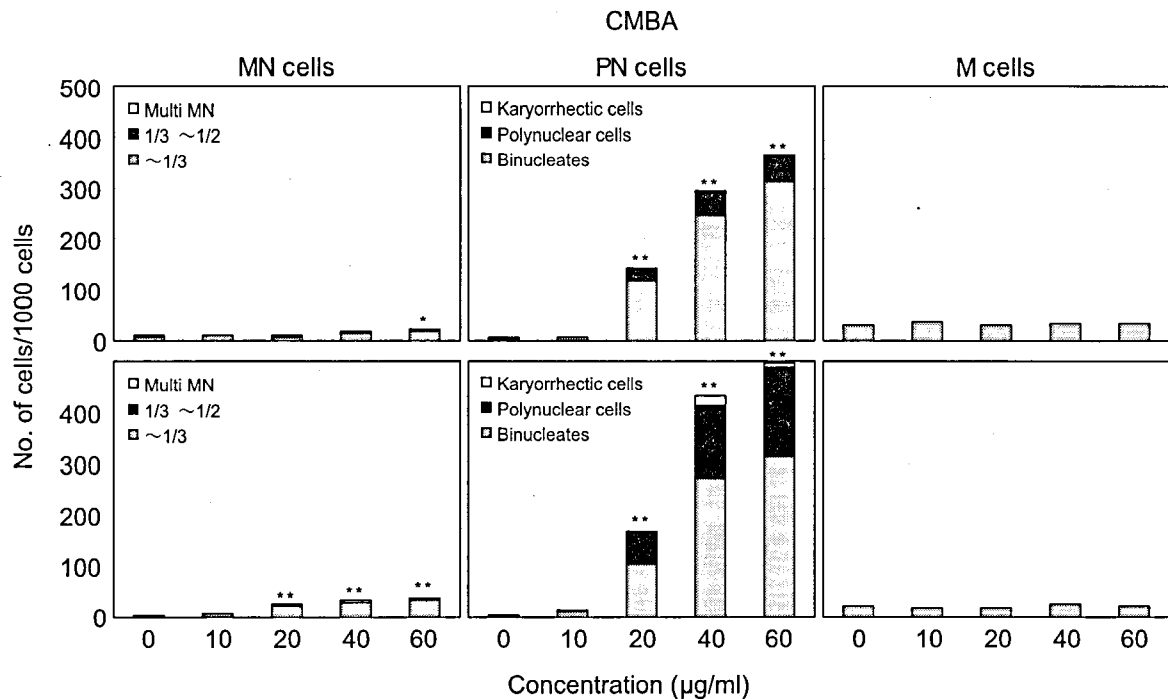 CMBA
MN cells PN cells M cells
No. of cells/1000 cells
500
400
300
200
100
0
Multi MN
1/3 ~1/2
~1/3
*
Karyorrhectic cells
Polynuclear cells
Binucleates
** ** **
400
300
200
100
0
Multi MN
1/3 ~1/2
~1/3
** ** **
Karyorrhectic cells
Polynuclear cells
Binucleates
** ** **
0 10 20 40 60 0 10 20 40 60 0 10 20 40 60
Concentration (µg/ml)